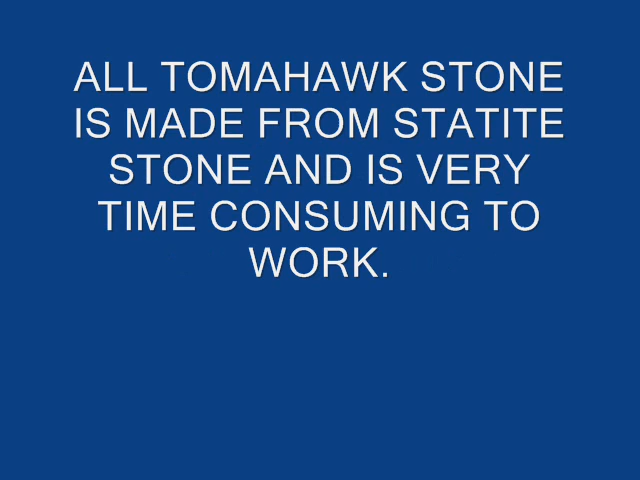 ALL TOMAHAWK STONE
IS MADE FROM STATITE
STONE AND IS VERY
TIME CONSUMING TO
WORK.